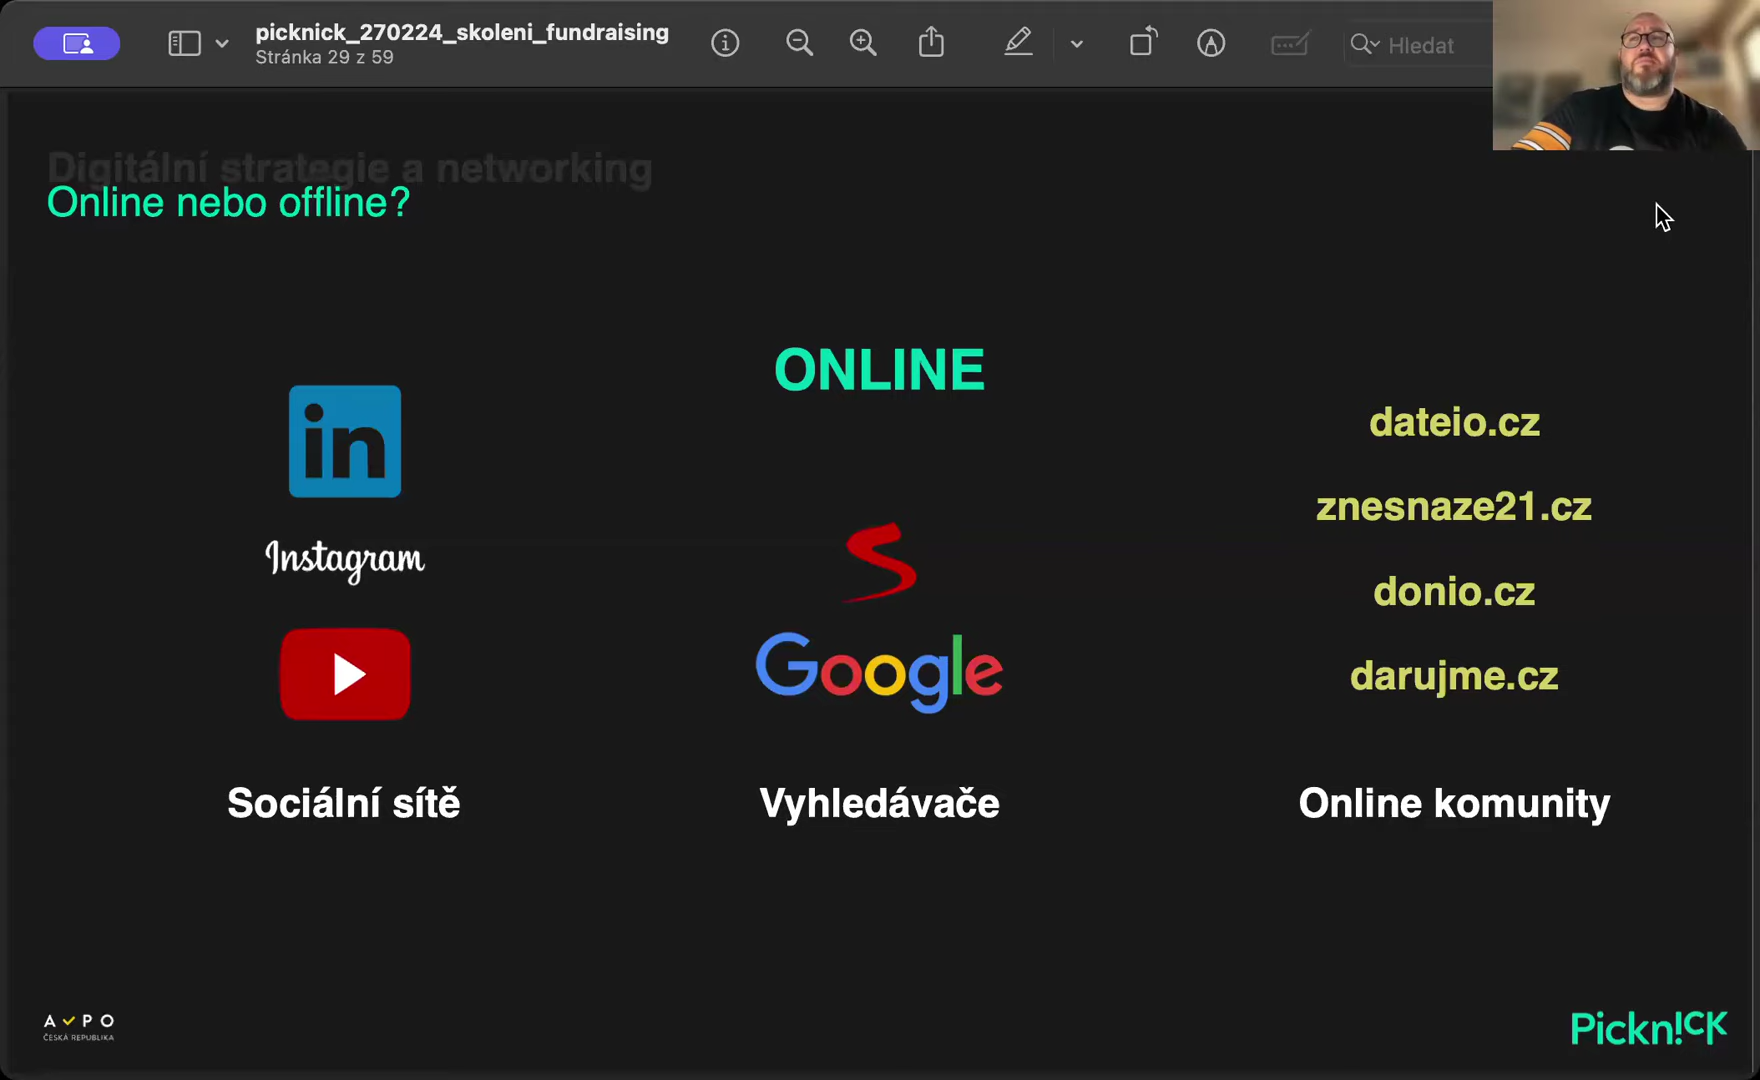 picknick_270224_skoleni_fundraising
Stránka 29 z 59
Hledat
Digitální strategie a networking
Online nebo offline?
ONLINE
in
Instagram
Google
dateio.cz
znesnaze21.cz
donio.cz
darujme.cz
Sociální sítě
Vyhledávače
Online komunity
AVPO
ČESKÁ REPUBLIKA
Pickn!CK